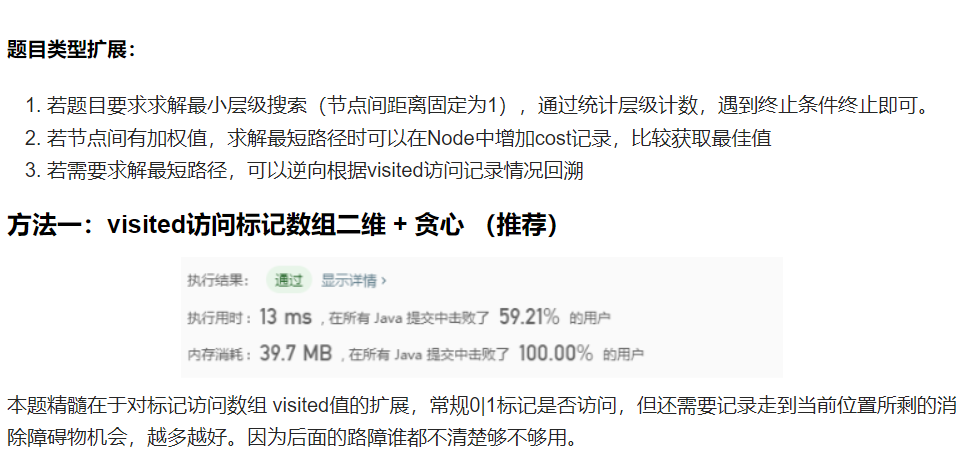 题目类型扩展：
1. 若题目要求求解最小层级搜索（节点间距离固定为1），通过统计层级计数，遇到终止条件终止即可。
2. 若节点间有加权值，求解最短路径时可以在Node中增加cost记录，比较获取最佳值
3. 若需要求解最短路径，可以逆向根据visited访问记录情况回溯
方法一：visited访问标记数组二维 + 贪心 （推荐）
执行结果： 通过 显示详情 ›
执行用时：13 ms ，在所有 Java 提交中击败了 59.21% 的用户
内存消耗：39.7 MB ，在所有 Java 提交中击败了 100.00% 的用户
本题精髓在于对标记访问数组 visited值的扩展，常规0|1标记是否访问，但还需要记录走到当前位置所剩的消
除障碍物机会，越多越好。因为后面的路障谁都不清楚够不够用。